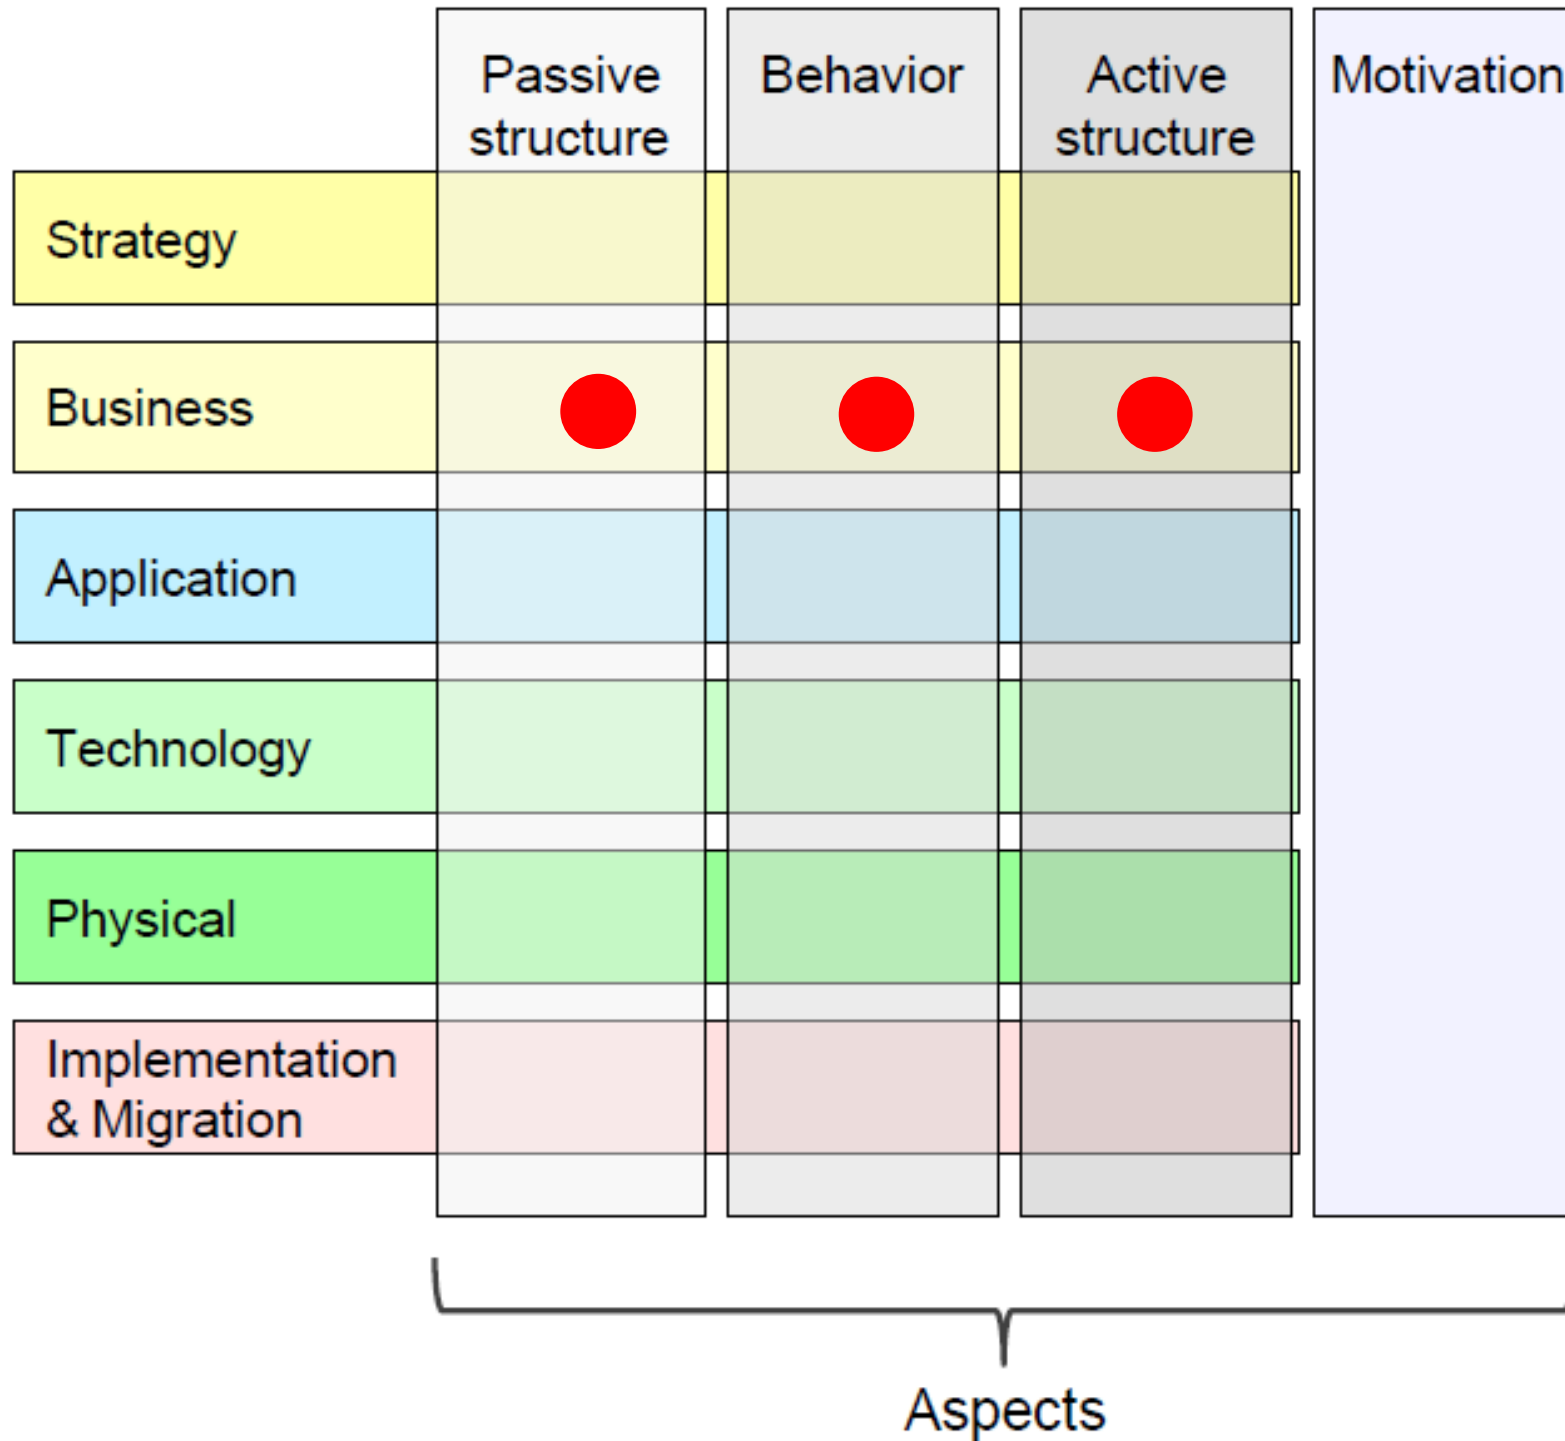 Passive
structure
Behavior
Active
structure
Motivation
Strategy
Business
Application
Technology
Physical
Implementation
& Migration
Aspects